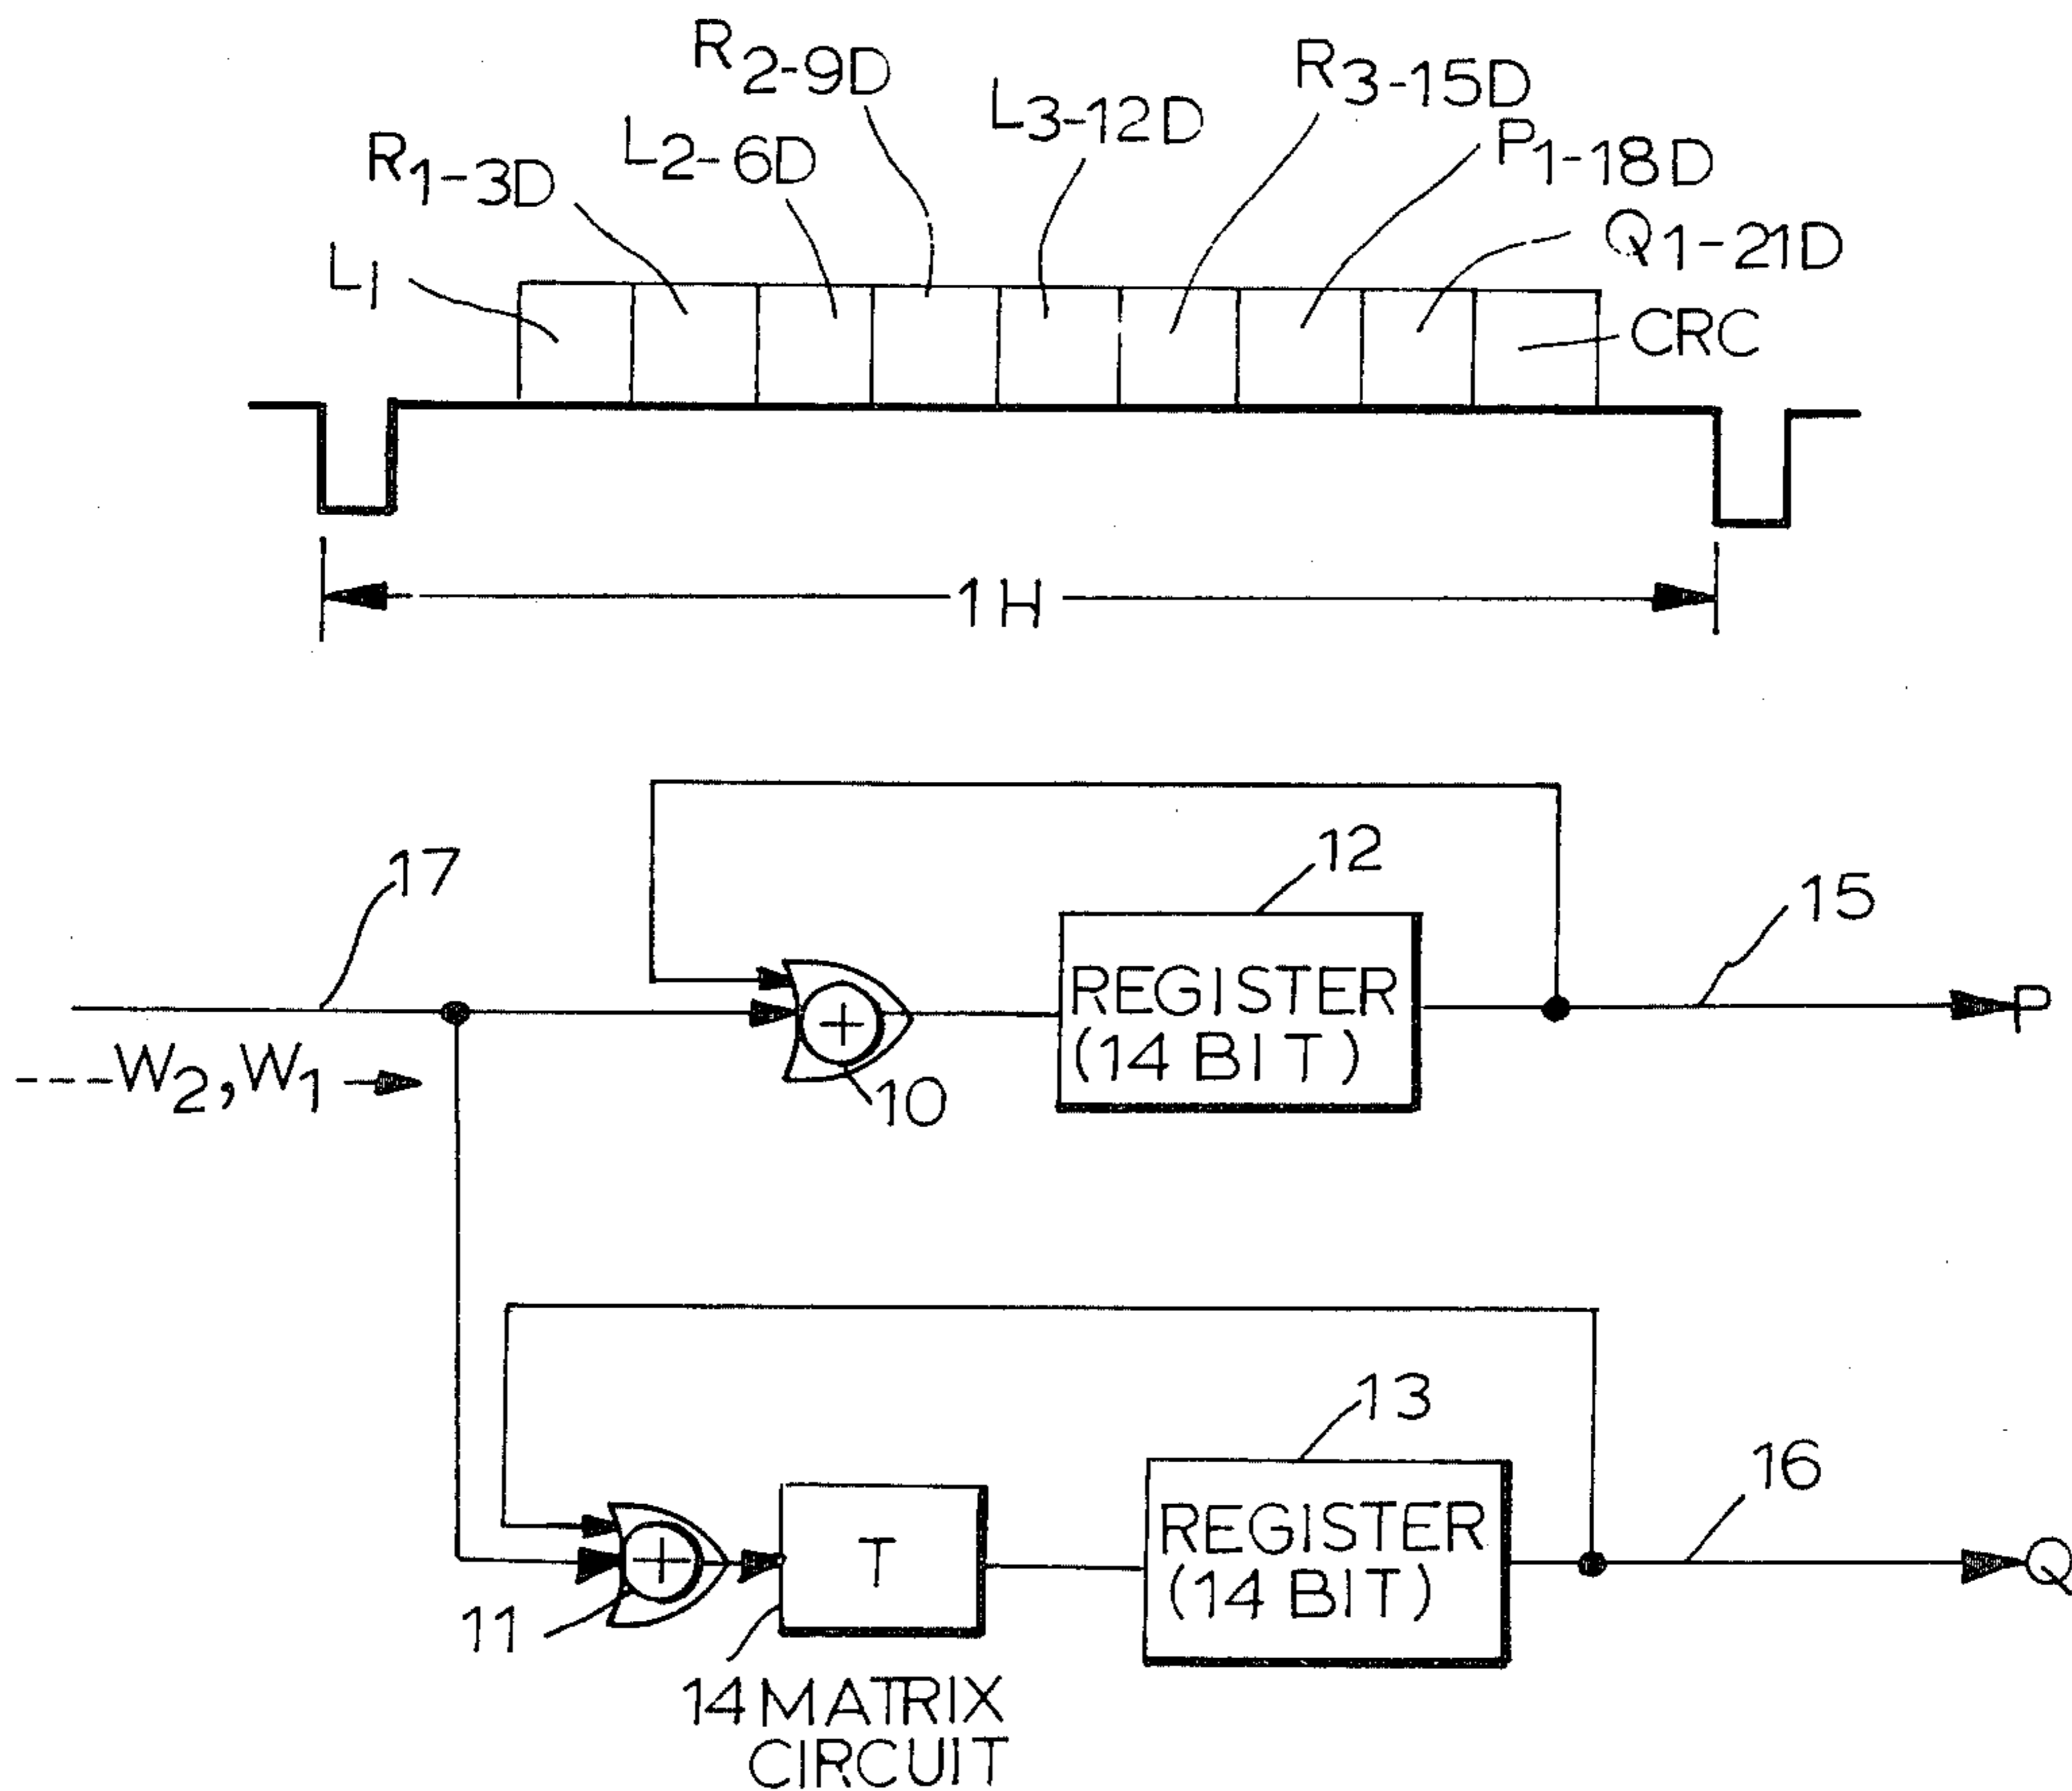 L1
R1-3D
L2-6D
R2-9D
L3-12D
R3-15D
P1-18D
Q1-21D
CRC
1H
17
12
15
REGISTER
(14 BIT)
P
---W2,W1
10
13
16
T
REGISTER
(14 BIT)
Q
11
14 MATRIX
CIRCUIT